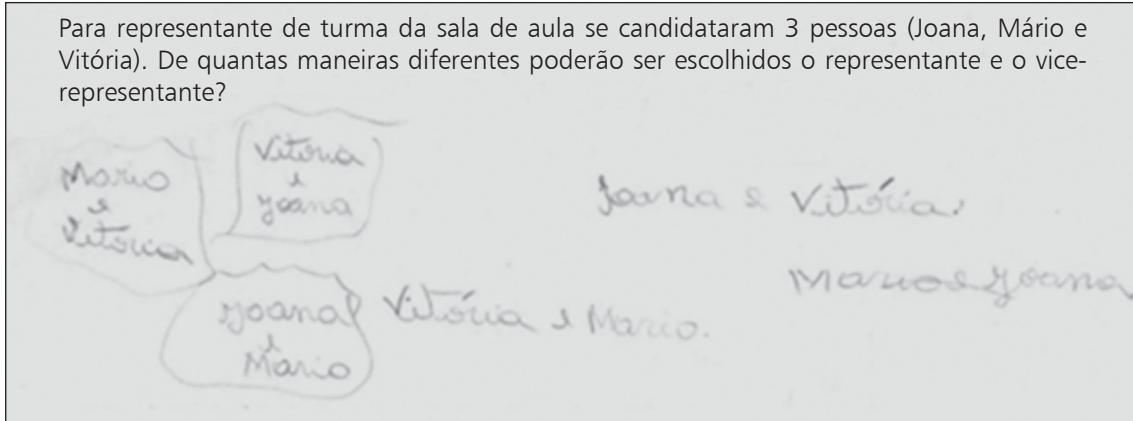 Para representante de turma da sala de aula se candidataram 3 pessoas (Joana, Mário e
Vitória). De quantas maneiras diferentes poderão ser escolhidos o representante e o vice-
representante?
Mario
e
Vitória
Vitória
e
Joana
Joana
e
Mario
Vitória e Mario.
Joana e Vitória.
Mario e Joana